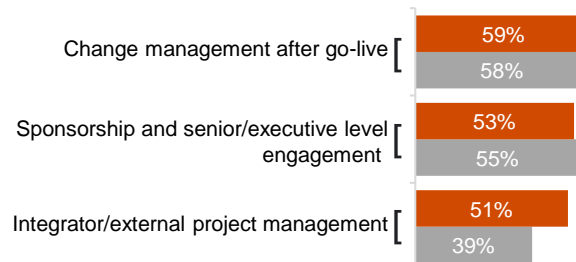 Change management after go-live
59%
58%
Sponsorship and senior/executive level
engagement
53%
55%
Integrator/external project management
51%
39%